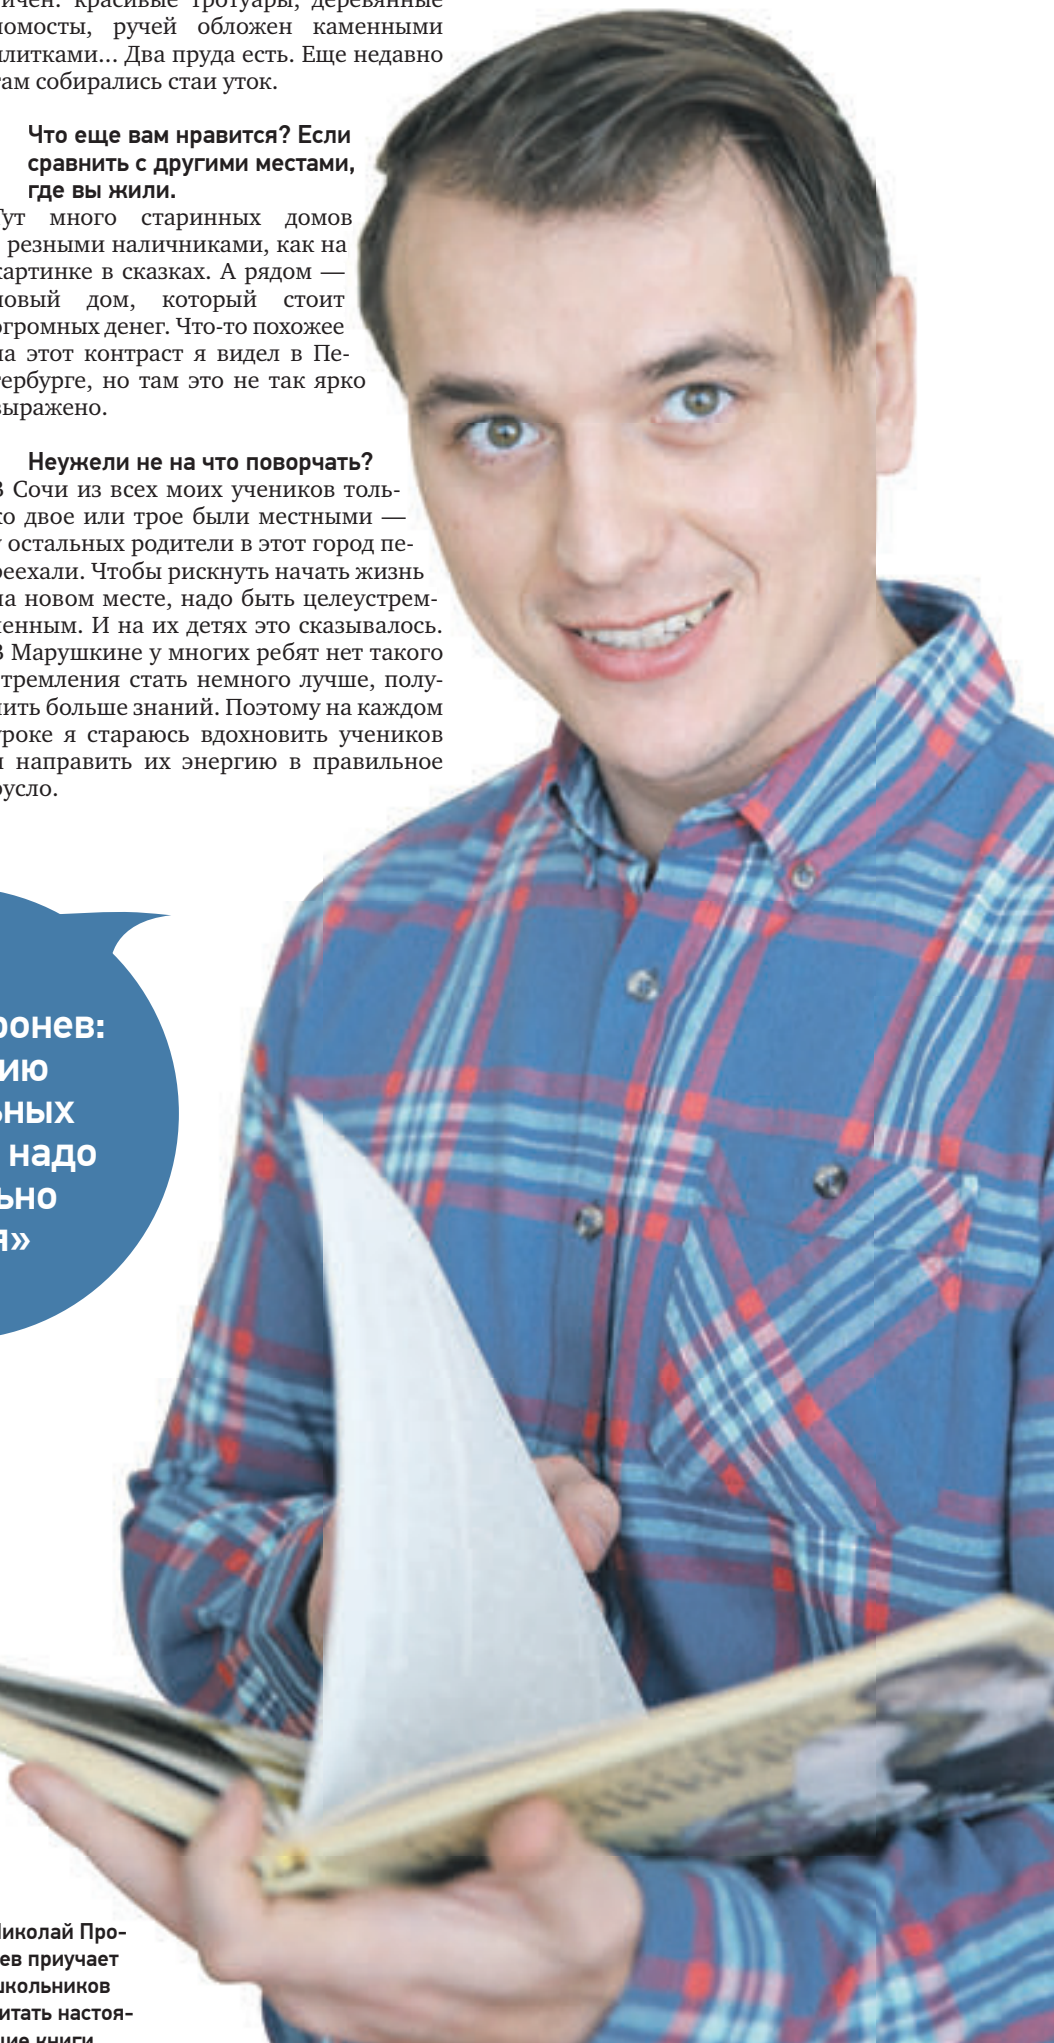 красивые тротуары, деревянные
помосты, ручей обложен каменными
плитками... Два пруда есть. Еще недавно
там собирались стаи уток.
Что еще вам нравится? Если
сравнить с другими местами,
где вы жили.
Тут много старинных домов
резными наличниками, как на
картинке в сказках. А рядом —
новый дом, который стоит
огромных денег. Что-то похожее
на этот контраст я видел в Пе-
тербурге, но там это не так ярко
выражено.
Неужели не на что поворчать?
В Сочи из всех моих учеников толь-
ко двое или трое были местными —
у остальных родители в этот город пе-
реехали. Чтобы рискнуть начать жизнь
на новом месте, надо быть целеустрем-
ленным. И на их детях это сказывалось.
В Марушкине у многих ребят нет такого
стремления стать немного лучше, полу-
чить больше знаний. Поэтому на каждом
уроке я стараюсь вдохновить учеников
и направить их энергию в правильное
русло.
ронев:
ию
ьных
надо
ьно
я»
Николай Про-
ев приучает
школьников
читать настоя-
щие книги